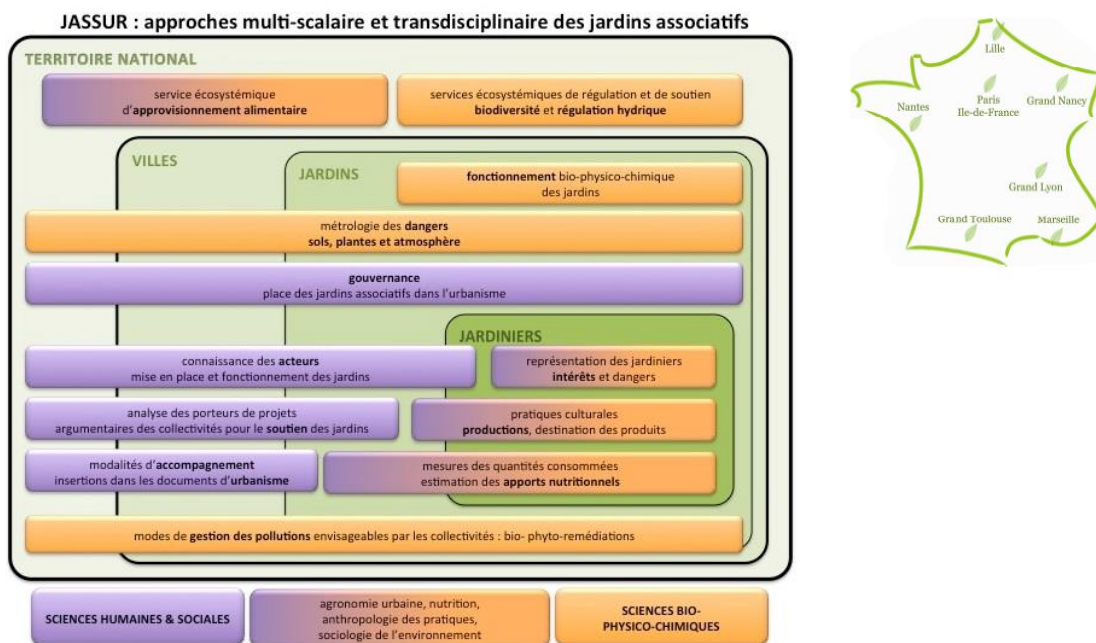 JASSUR : approches multi-scalaire et transdisciplinaire des jardins associatifs
TERRITOIRE NATIONAL
service écosystémique
d'approvisionnement alimentaire
services écosystémiques de régulation et de soutien
biodiversité et régulation hydrique
VILLES
JARDINS
fonctionnement bio-physico-chimique
des jardins
métrologie des dangers
sols, plantes et atmosphère
gouvernance
place des jardins associatifs dans l'urbanisme
JARDINIERS
connaissance des acteurs
mise en place et fonctionnement des jardins
représentation des jardiniers
intérêts et dangers
analyse des porteurs de projets
argumentaires des collectivités pour le soutien des jardins
pratiques culturales
productions, destination des produits
modalités d'accompagnement
insertions dans les documents d'urbanisme
mesures des quantités consommées
estimation des apports nutritionnels
modes de gestion des pollutions envisageables par les collectivités : bio- phyto-remédiations
SCIENCES HUMAINES & SOCIALES
agronomie urbaine, nutrition,
anthropologie des pratiques,
sociologie de l'environnement
SCIENCES BIO-
PHYSICO-CHIMIQUES
Lille
Nantes
Paris
Ile-de-France
Grand Nancy
Grand Lyon
Grand Toulouse
Marseille